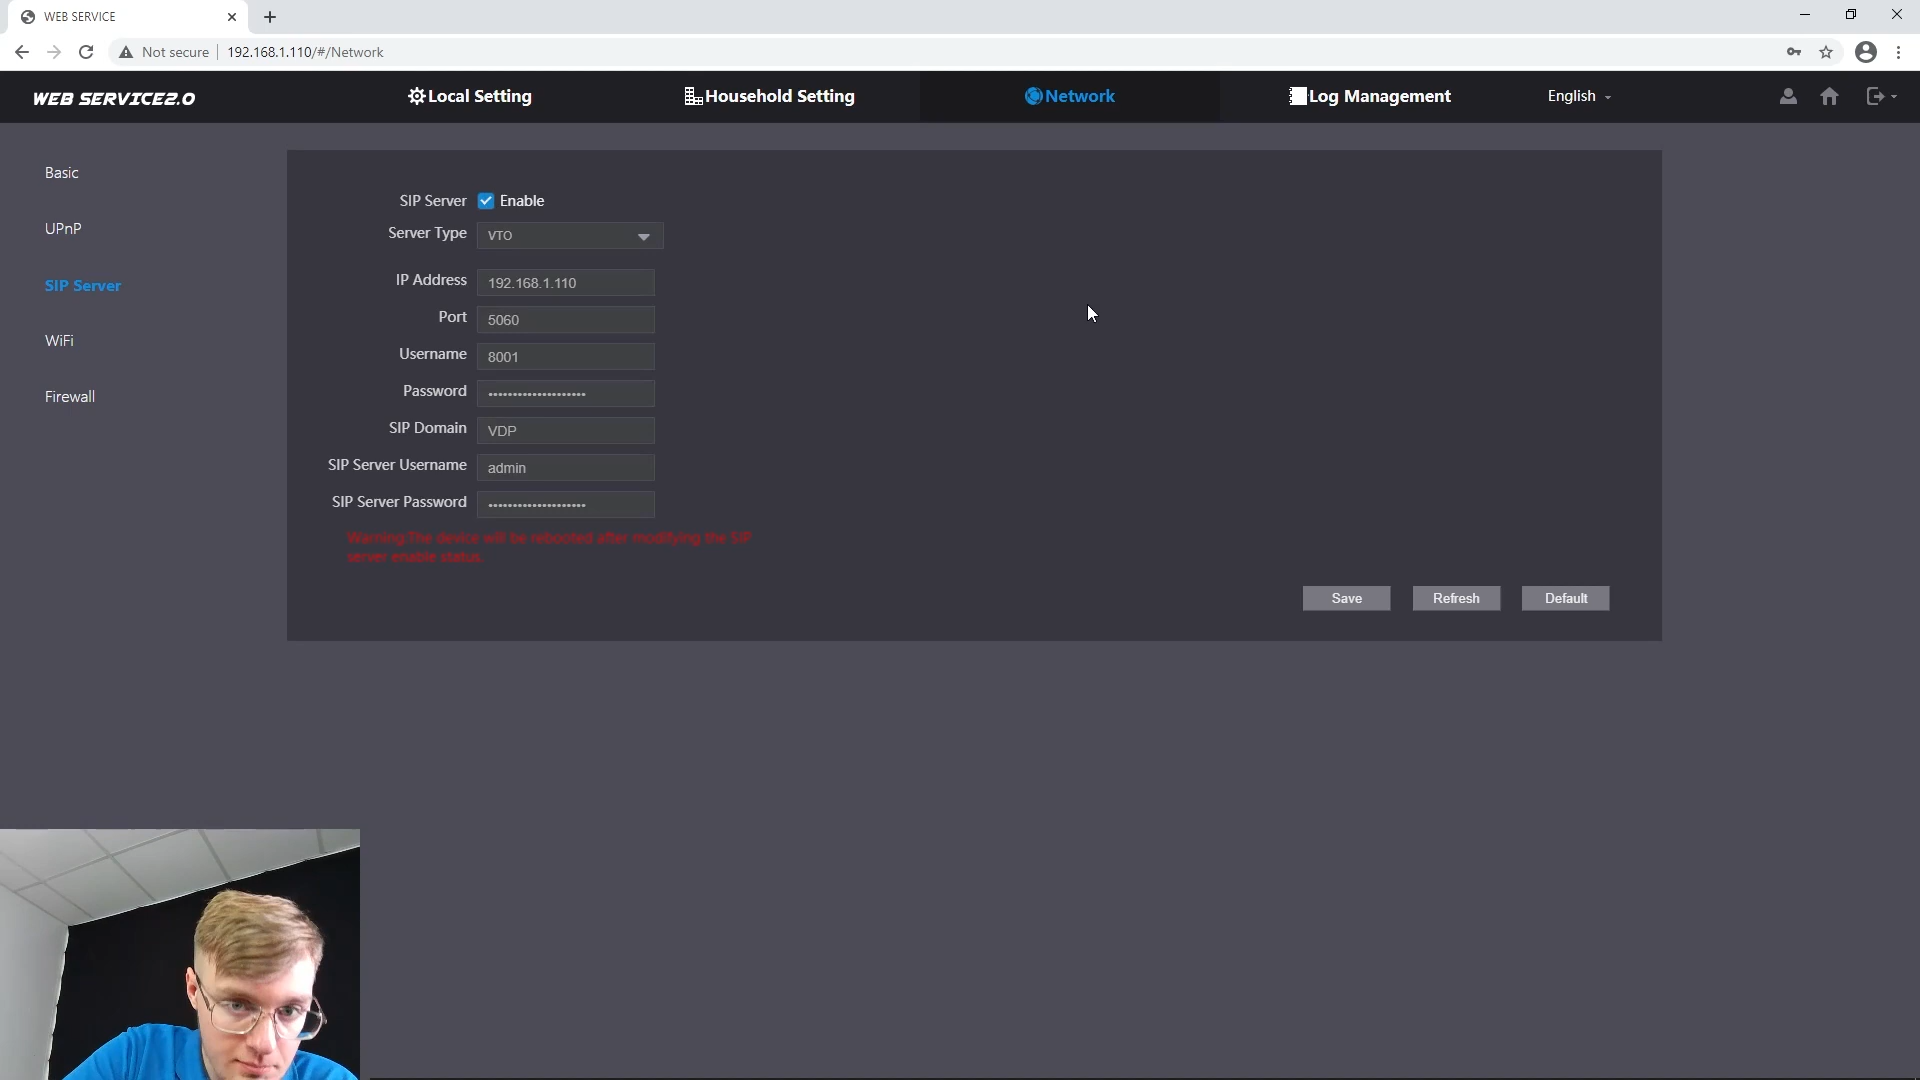 WEB SERVICE
Not secure 192.168.1.110/#/Network
WEB SERVICE2.0 Local Setting Household Setting Network Log Management English
Basic
UPnP
SIP Server
WiFi
Firewall
SIP Server Enable
Server Type VTO
IP Address 192.168.1.110
Port 5060
Username 8001
Password ••••••••••••••••••••
SIP Domain VDP
SIP Server Username admin
SIP Server Password ••••••••••••••••••••
Warning:The device will be rebooted after modifying the SIP
server enable status.
Save Refresh Default